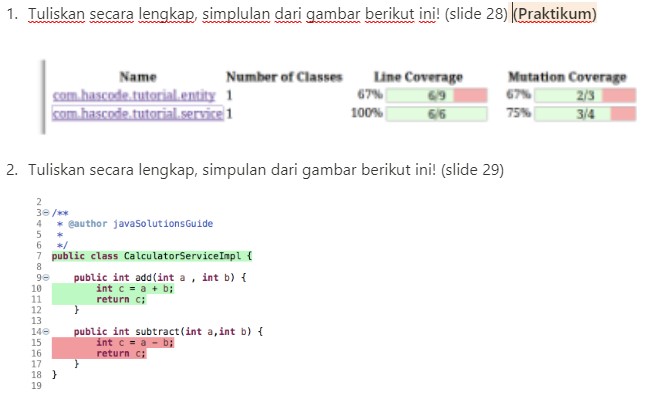 1. Tuliskan secara lengkap, simplulan dari gambar berikut ini! (slide 28) (Praktikum)
Name Number of Classes Line Coverage Mutation Coverage
com.hascode.tutorial.entity 1 67% 6/9 67% 2/3
com.hascode.tutorial.service 1 100% 6/6 75% 3/4
2. Tuliskan secara lengkap, simpulan dari gambar berikut ini! (slide 29)
2
3 /**
4 * @author javaSolutionsGuide
5 *
6 */
7 public class CalculatorServiceImpl {
8
9 public int add(int a , int b) {
10 int c = a + b;
11 return c;
12 }
13
14 public int subtract(int a,int b) {
15 int c = a - b;
16 return c;
17 }
18 }
19